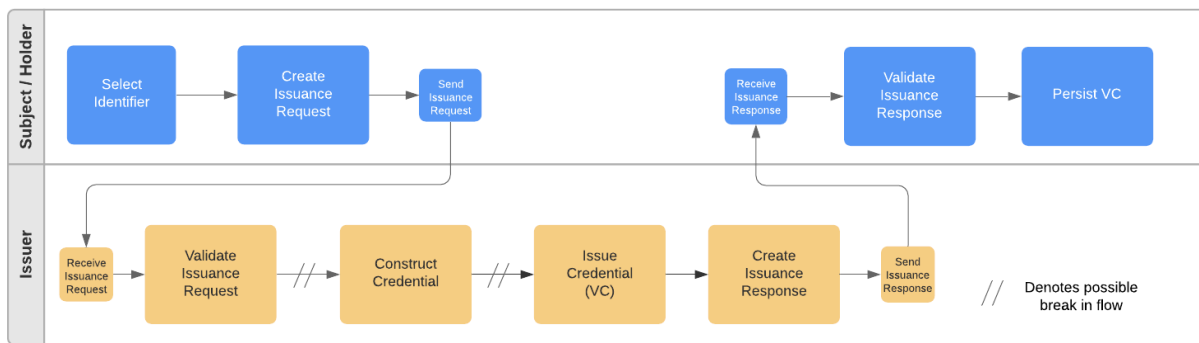 Subject / Holder
Select
Identifier
Create
Issuance
Request
Send
Issuance
Request
Receive
Issuance
Response
Validate
Issuance
Response
Persist VC
Issuer
Receive
Issuance
Request
Validate
Issuance
Request
//
Construct
Credential
//
Issue
Credential
(VC)
Create
Issuance
Response
Send
Issuance
Response
//
Denotes possible
break in flow